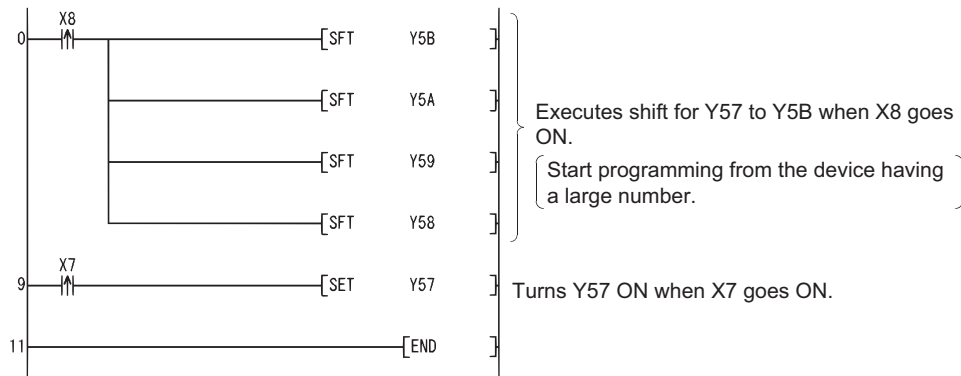 X8
0 [SFT Y5B ]
[SFT Y5A ]
[SFT Y59 ]
[SFT Y58 ]
Executes shift for Y57 to Y5B when X8 goes
ON.
Start programming from the device having
a large number.
X7
9 [SET Y57 ]
Turns Y57 ON when X7 goes ON.
11 [END ]